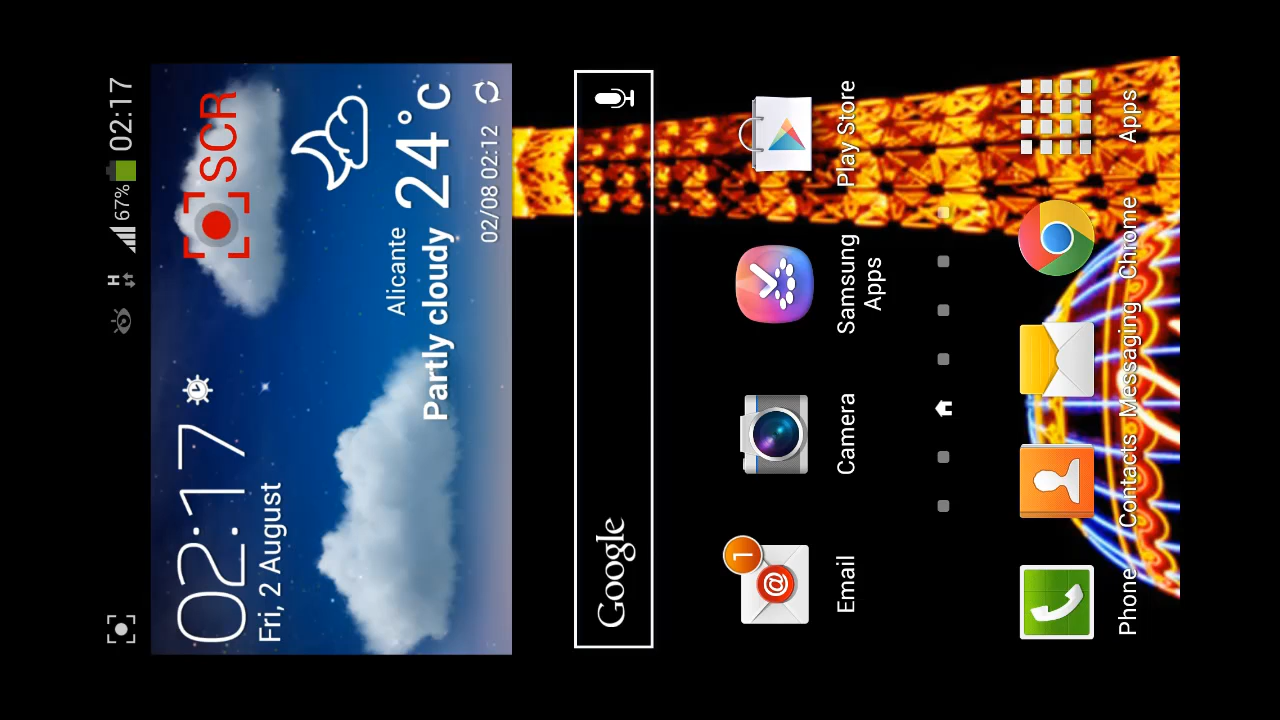 H 67% 02:17
SCR
02:17
Fri, 2 August
Alicante
Partly cloudy 24°C
02/08 02:12
Google
1
Email
Camera
Samsung Apps
Play Store
Phone
Contacts
Messaging
Chrome
Apps